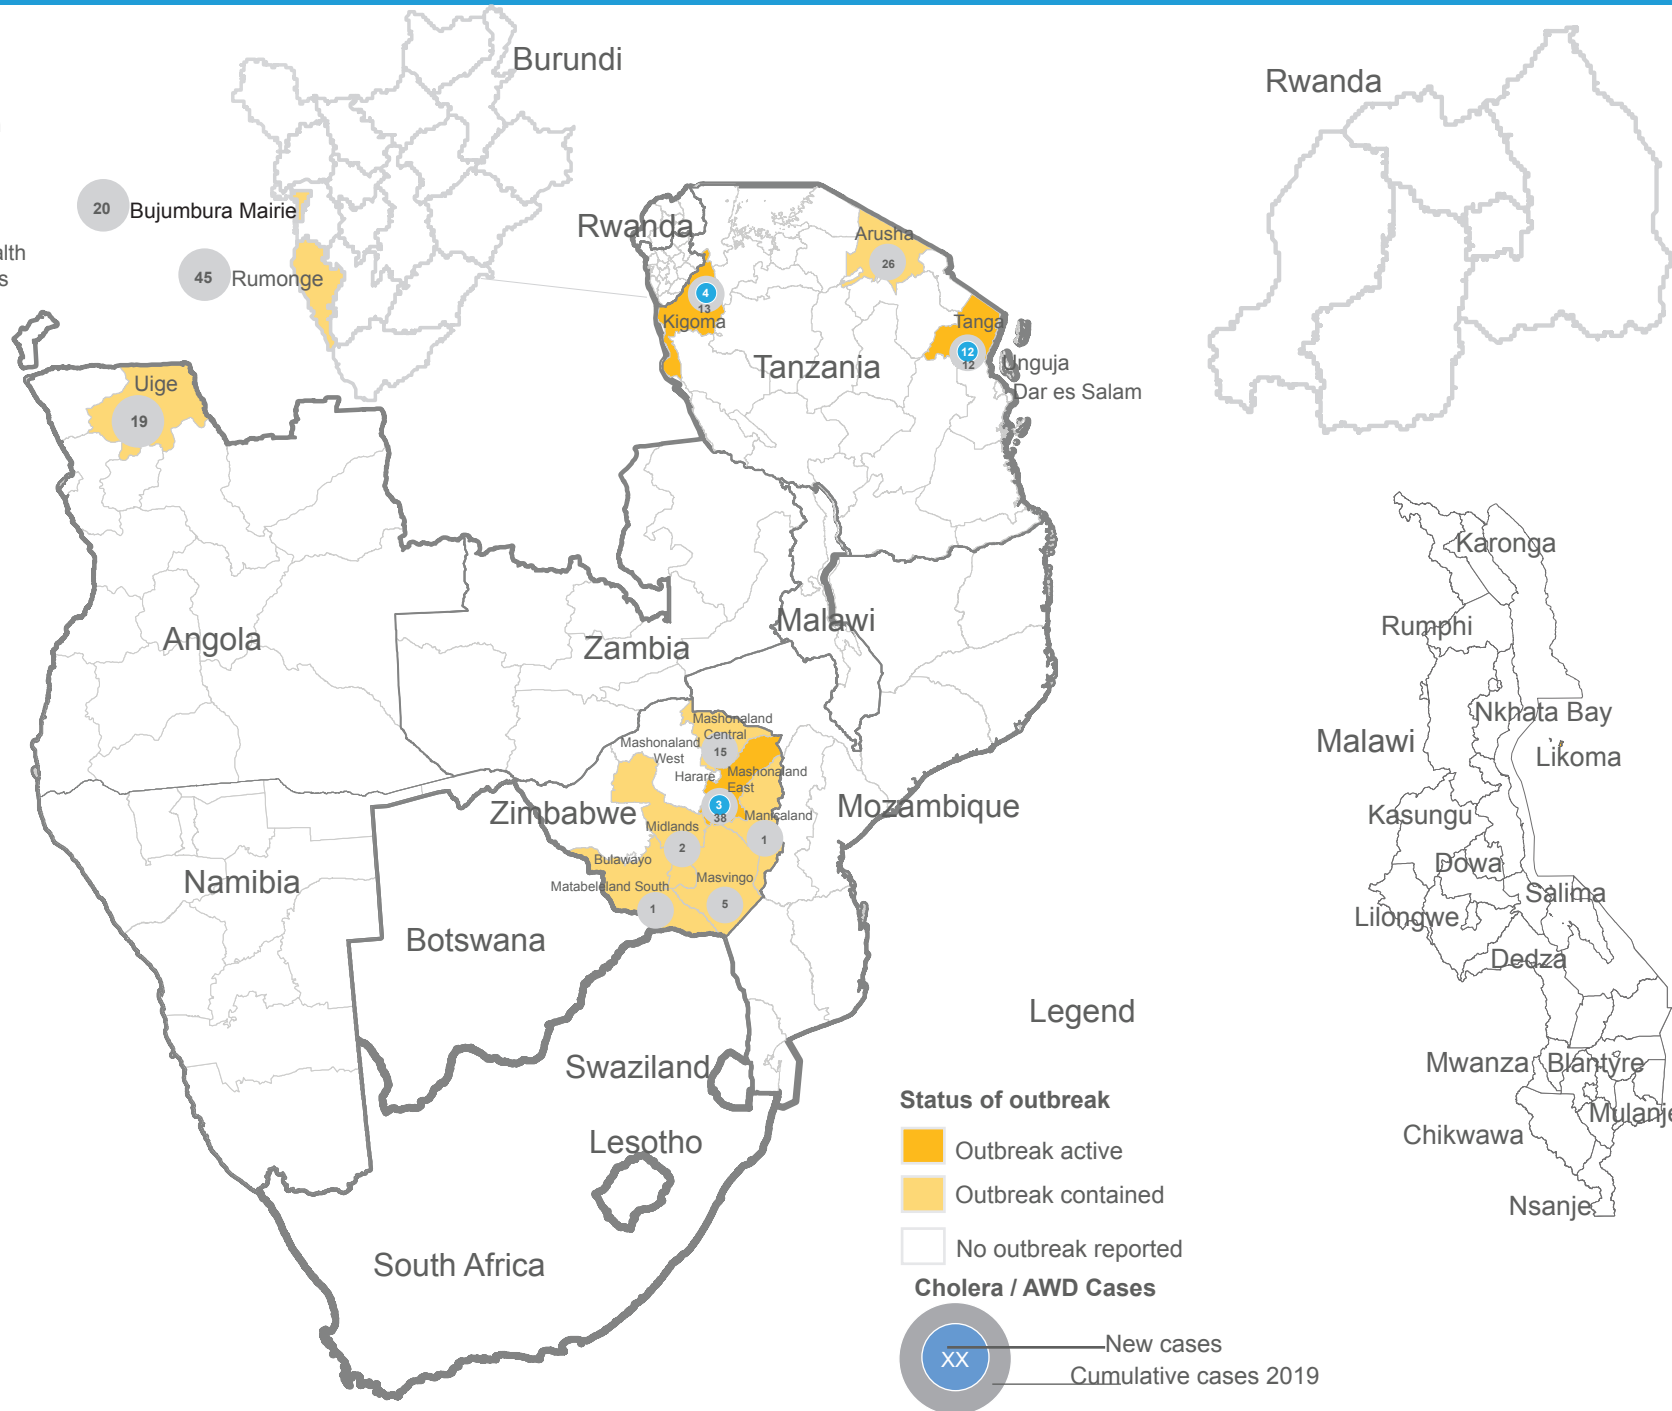 Burundi
Rwanda
20
Bujumbura Mairie
45
Rumonge
Rwanda
Arusha
26
4
13
Kigoma
Tanga
12
12
Tanzania
Unguja
Dar es Salam
Uige
19
Angola
Zambia
Malawi
Mashonaland
Central
15
Mashonaland
West
Harare
Mashonaland
East
3
38
Zimbabwe
Manicaland
1
Mozambique
Midlands
2
Bulawayo
Matabeleland South
1
Masvingo
5
Namibia
Botswana
Swaziland
Lesotho
South Africa
Karonga
Rumphi
Nkhata Bay
Malawi
Likoma
Kasungu
Dowa
Salima
Lilongwe
Dedza
Mwanza
Blantyre
Mulanje
Chikwawa
Nsanje
Legend
Status of outbreak
Outbreak active
Outbreak contained
No outbreak reported
Cholera / AWD Cases
XX
New cases
Cumulative cases 2019